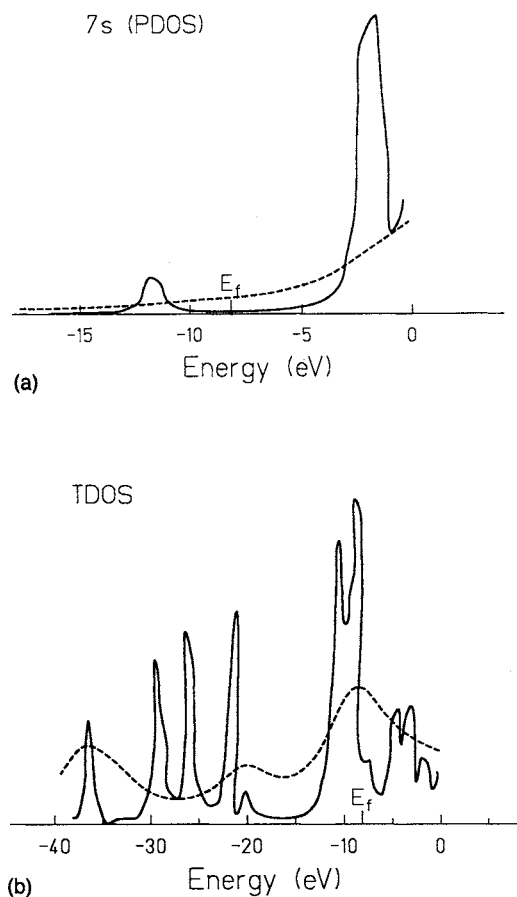 7s (PDOS)
E_f
-15 -10 -5 0
Energy (eV)
(a)
TDOS
E_f
-40 -30 -20 -10 0
Energy (eV)
(b)